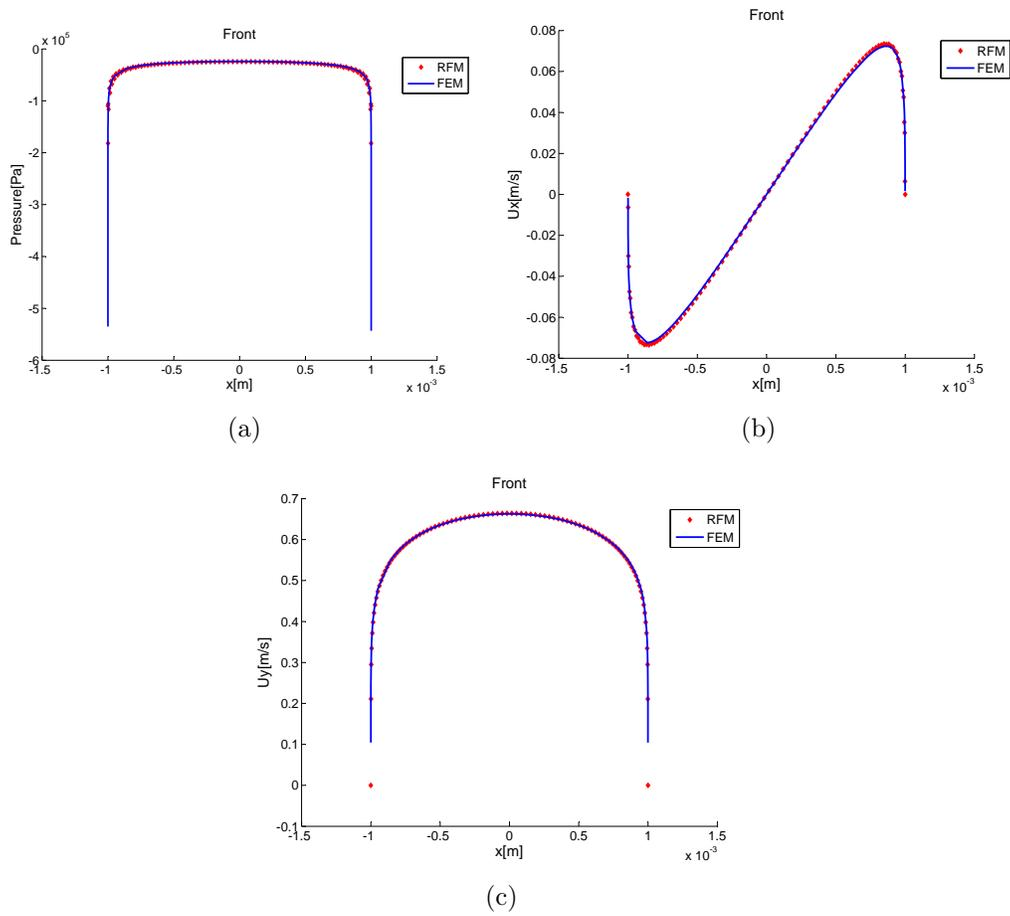 Front
x 10⁵
0
-1
-2
-3
-4
-5
-6
Pressure[Pa]
-1.5 -1 -0.5 0 0.5 1 1.5
x[m]
x 10⁻³
RFM
FEM
(a)
Front
0.08
0.06
0.04
0.02
0
-0.02
-0.04
-0.06
-0.08
Ux[m/s]
-1.5 -1 -0.5 0 0.5 1 1.5
x[m]
x 10⁻³
RFM
FEM
(b)
Front
0.7
0.6
0.5
0.4
0.3
0.2
0.1
0
-0.1
Uy[m/s]
-1.5 -1 -0.5 0 0.5 1 1.5
x[m]
x 10⁻³
RFM
FEM
(c)